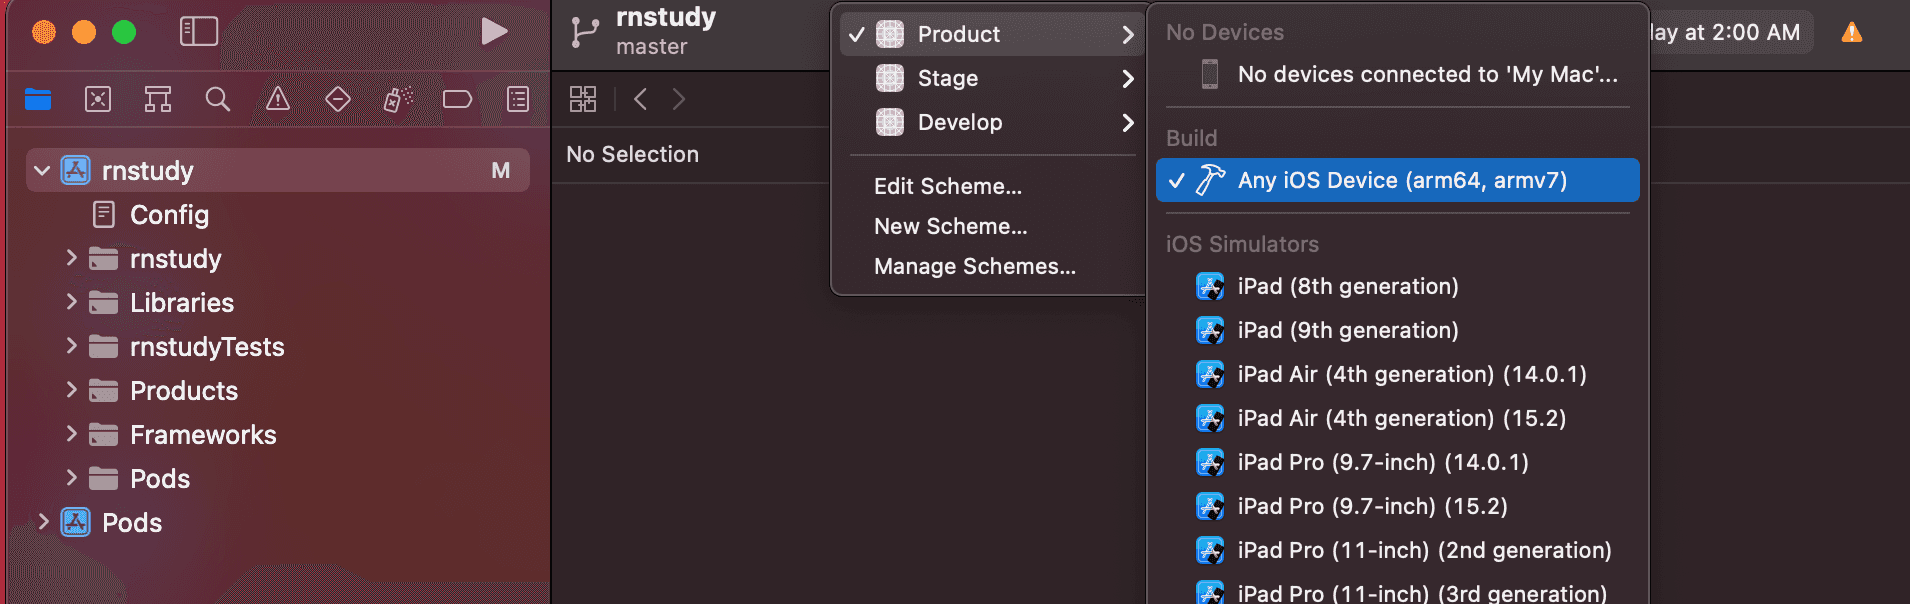 rnstudy
master
M
rnstudy
Config
rnstudy
Libraries
rnstudyTests
Products
Frameworks
Pods
Pods
No Selection
Product
Stage
Develop
Edit Scheme...
New Scheme...
Manage Schemes...
No Devices
No devices connected to 'My Mac'...
Build
Any iOS Device (arm64, armv7)
iOS Simulators
iPad (8th generation)
iPad (9th generation)
iPad Air (4th generation) (14.0.1)
iPad Air (4th generation) (15.2)
iPad Pro (9.7-inch) (14.0.1)
iPad Pro (9.7-inch) (15.2)
iPad Pro (11-inch) (2nd generation)
iPad Pro (11-inch) (3rd generation)
at 2:00 AM